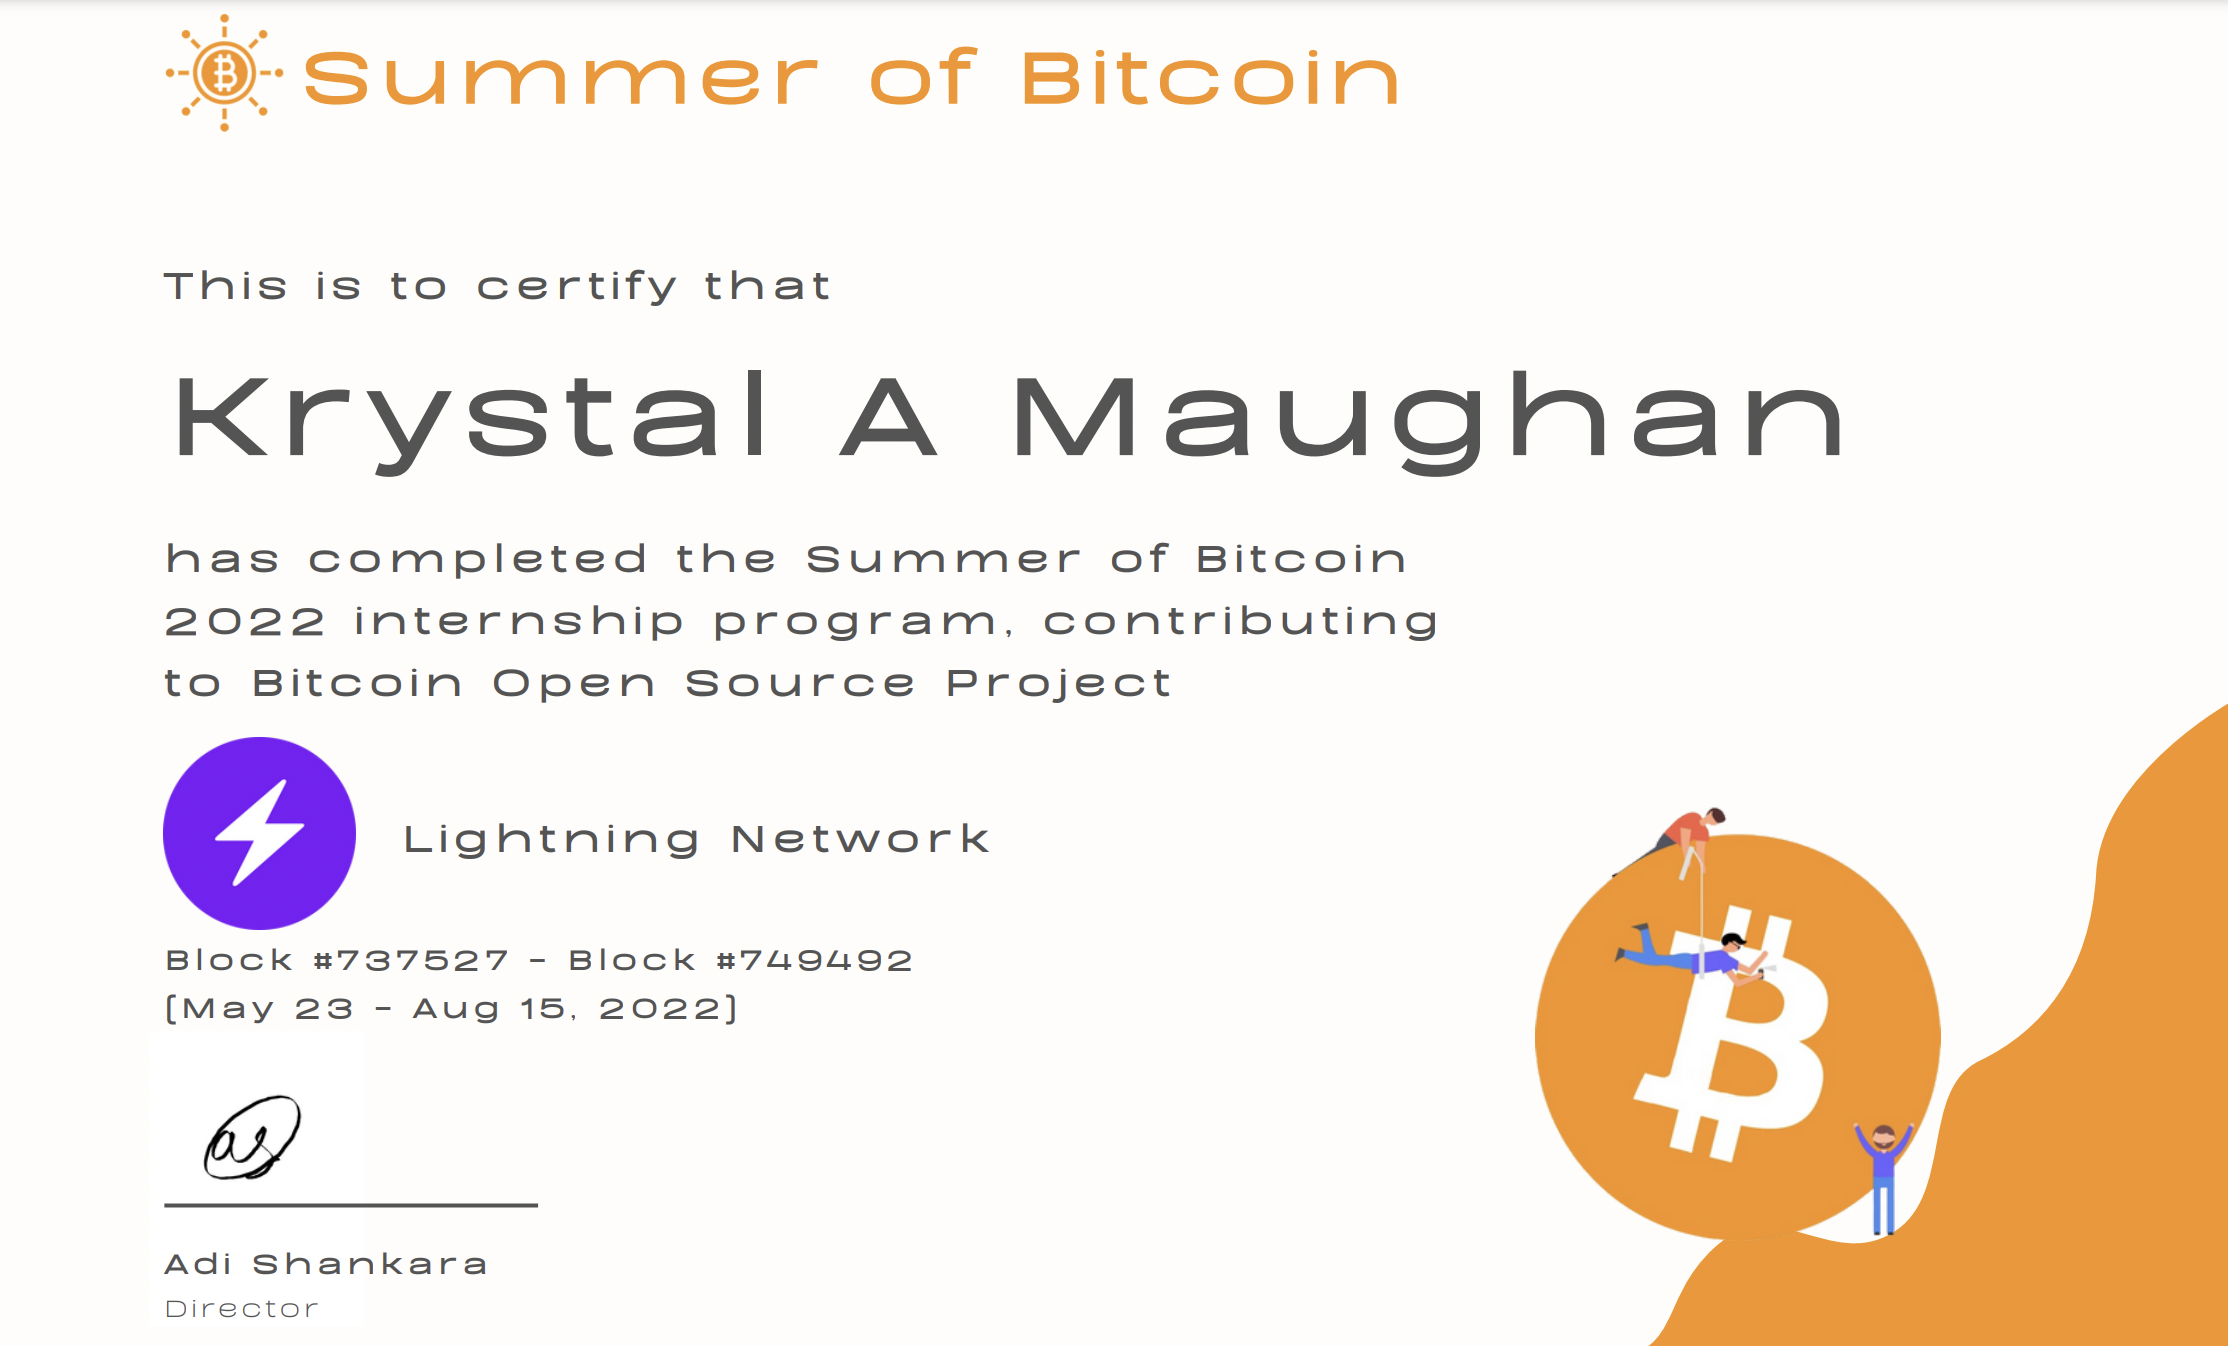 Summer of Bitcoin
This is to certify that
Krystal A Maughan
has completed the Summer of Bitcoin
2022 internship program, contributing
to Bitcoin Open Source Project
Lightning Network
Block #737527 - Block #749492
(May 23 - Aug 15, 2022)
as
Adi Shankara
Director